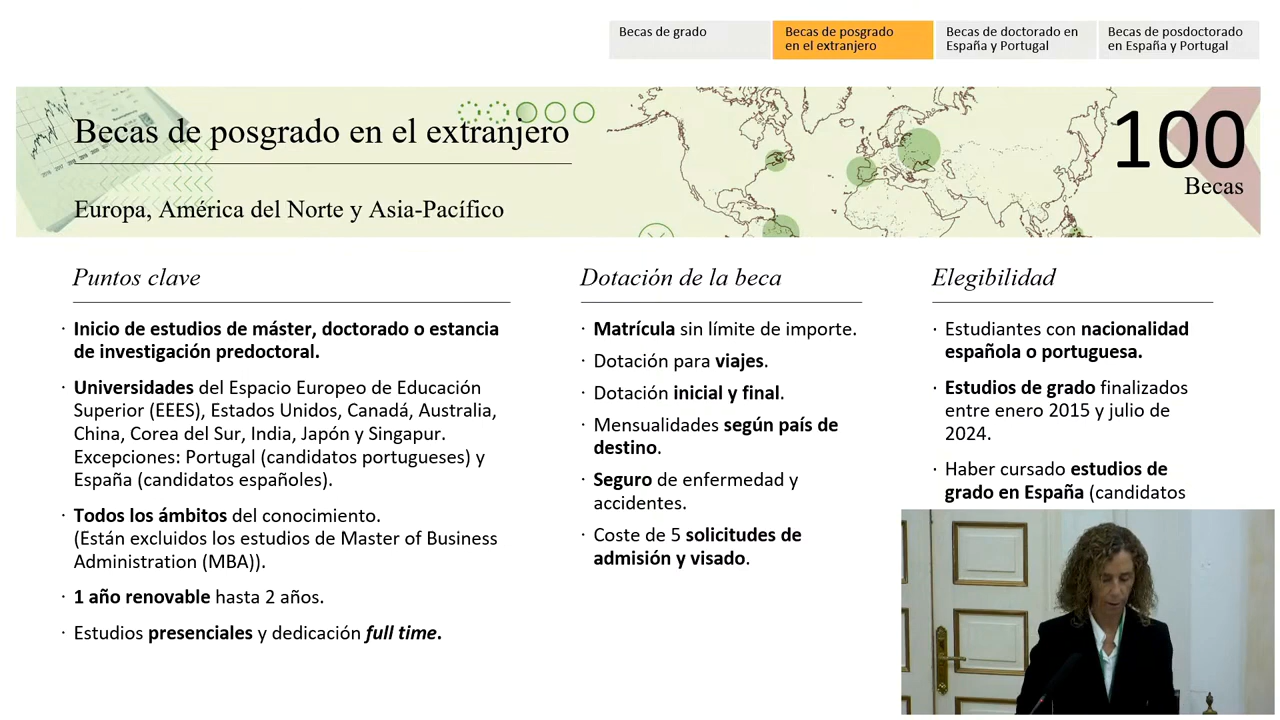 Becas de grado
Becas de posgrado
en el extranjero
Becas de doctorado en
España y Portugal
Becas de posdoctorado
en España y Portugal
Becas de posgrado en el extranjero
Europa, América del Norte y Asia-Pacífico
100
Becas
Puntos clave
· Inicio de estudios de máster, doctorado o estancia
de investigación predoctoral.
· Universidades del Espacio Europeo de Educación
Superior (EEES), Estados Unidos, Canadá, Australia,
China, Corea del Sur, India, Japón y Singapur.
Excepciones: Portugal (candidatos portugueses) y
España (candidatos españoles).
· Todos los ámbitos del conocimiento.
(Están excluidos los estudios de Master of Business
Administration (MBA)).
· 1 año renovable hasta 2 años.
· Estudios presenciales y dedicación full time.
Dotación de la beca
· Matrícula sin límite de importe.
· Dotación para viajes.
· Dotación inicial y final.
· Mensualidades según país de
destino.
· Seguro de enfermedad y
accidentes.
· Coste de 5 solicitudes de
admisión y visado.
Elegibilidad
· Estudiantes con nacionalidad
española o portuguesa.
· Estudios de grado finalizados
entre enero 2015 y julio de
2024.
· Haber cursado estudios de
grado en España (candidatos